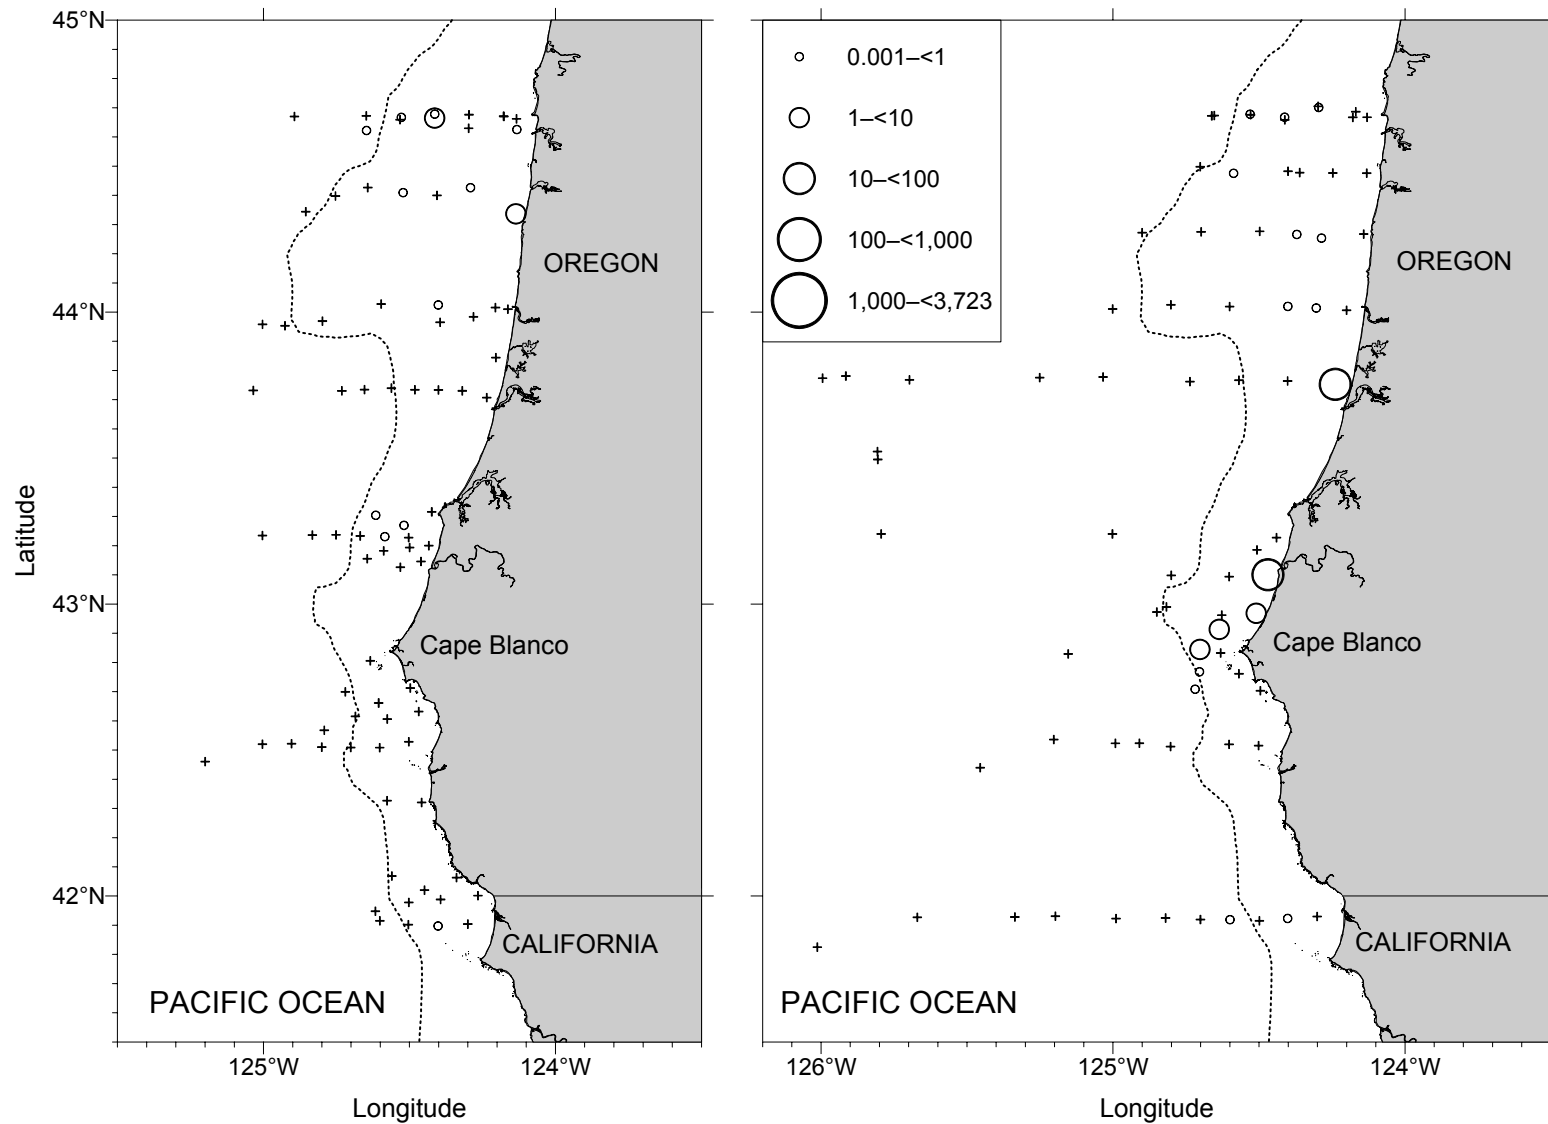 45°N
44°N
43°N
42°N
Latitude
OREGON
Cape Blanco
CALIFORNIA
PACIFIC OCEAN
125°W
124°W
Longitude
0.001–<1
1–<10
10–<100
100–<1,000
1,000–<3,723
OREGON
Cape Blanco
CALIFORNIA
PACIFIC OCEAN
126°W
125°W
124°W
Longitude